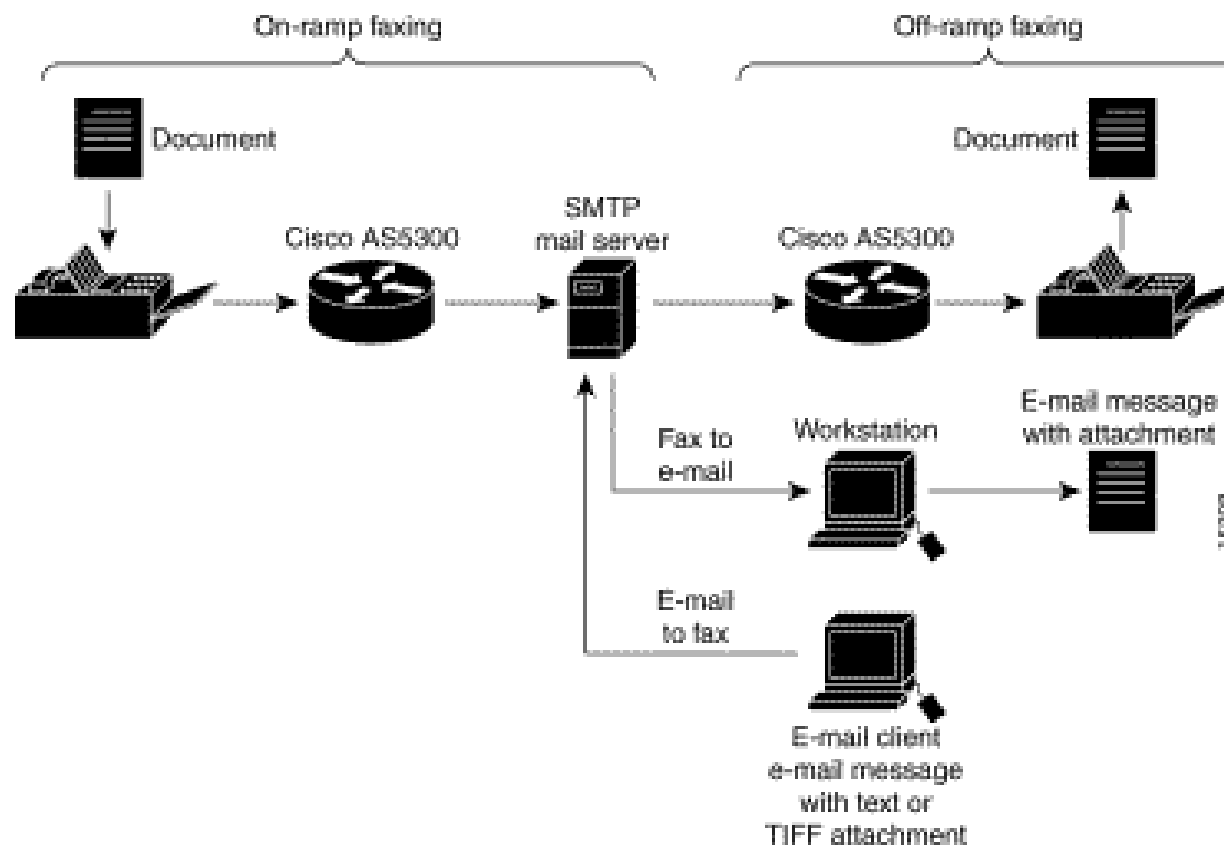 On-ramp faxing
Off-ramp faxing
Document
Document
Cisco AS5300
SMTP
mail server
Cisco AS5300
Fax to
e-mail
Workstation
E-mail message
with attachment
E-mail
to fax
E-mail client
e-mail message
with text or
TIFF attachment